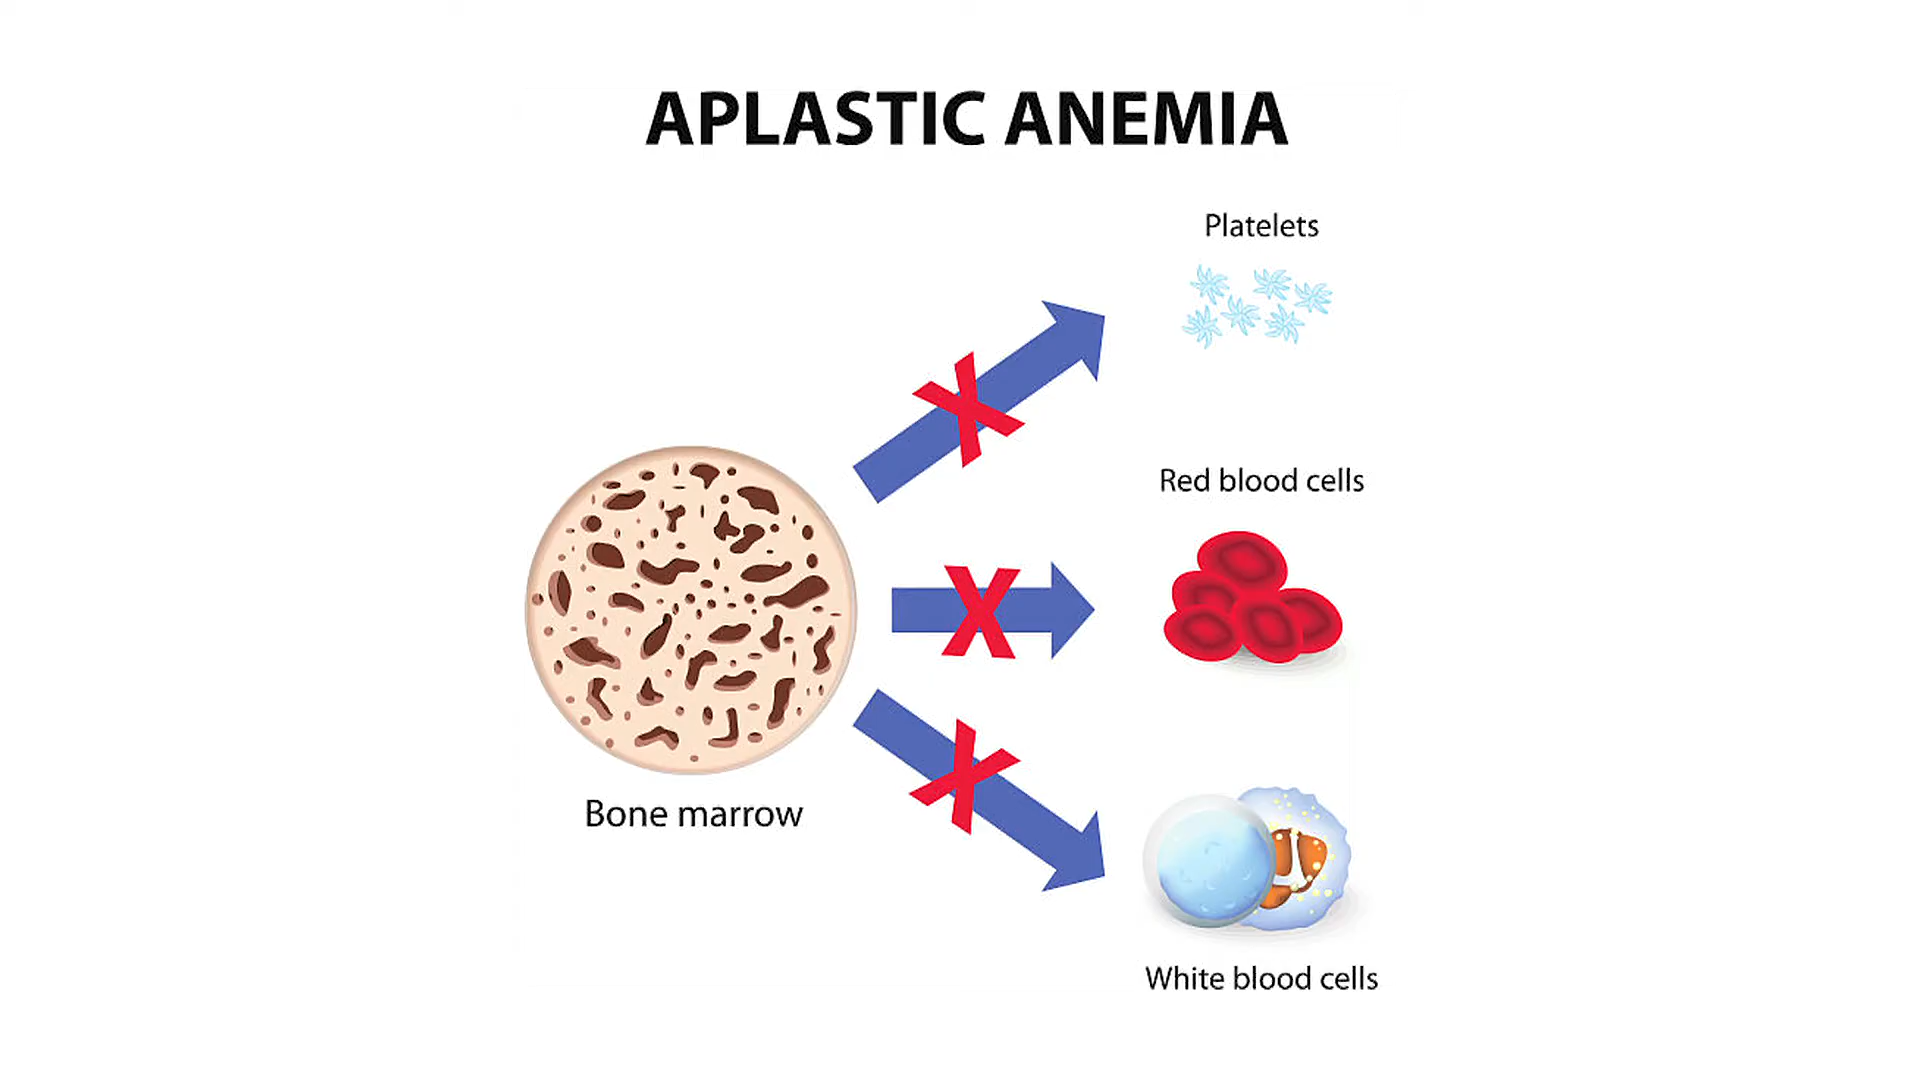 APLASTIC ANEMIA
Platelets
Red blood cells
Bone marrow
White blood cells